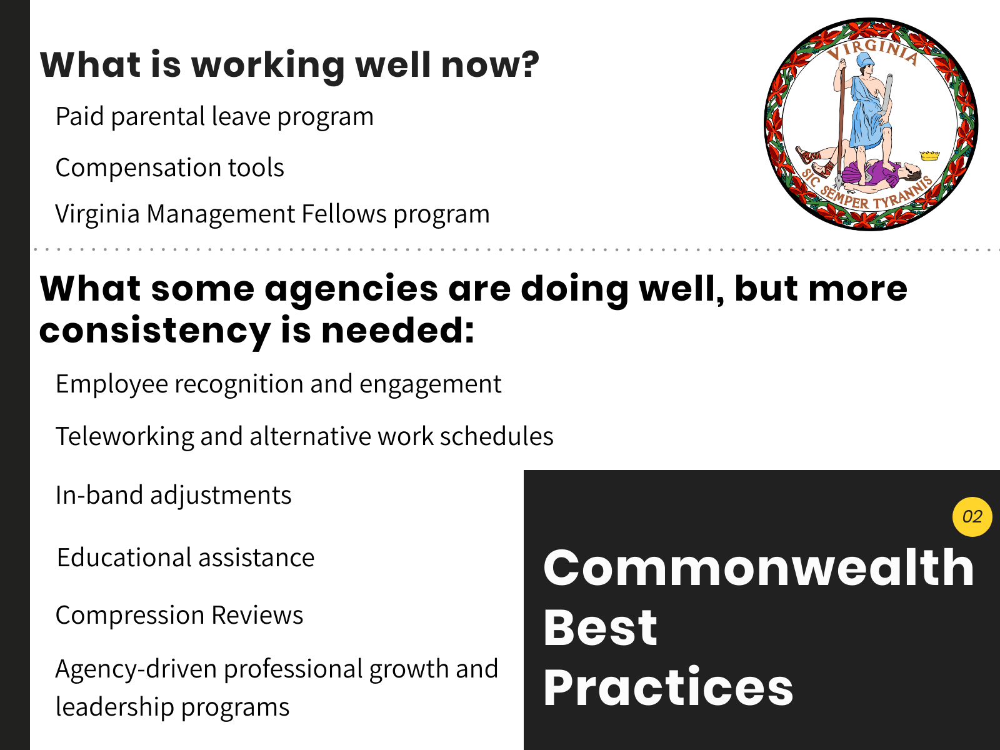 What is working well now?
Paid parental leave program
Compensation tools
Virginia Management Fellows program
VIRGINIA
SIC SEMPER TYRANNIS
What some agencies are doing well, but more
consistency is needed:
Employee recognition and engagement
Teleworking and alternative work schedules
In-band adjustments
Educational assistance
Compression Reviews
Agency-driven professional growth and
leadership programs
02
Commonwealth
Best
Practices